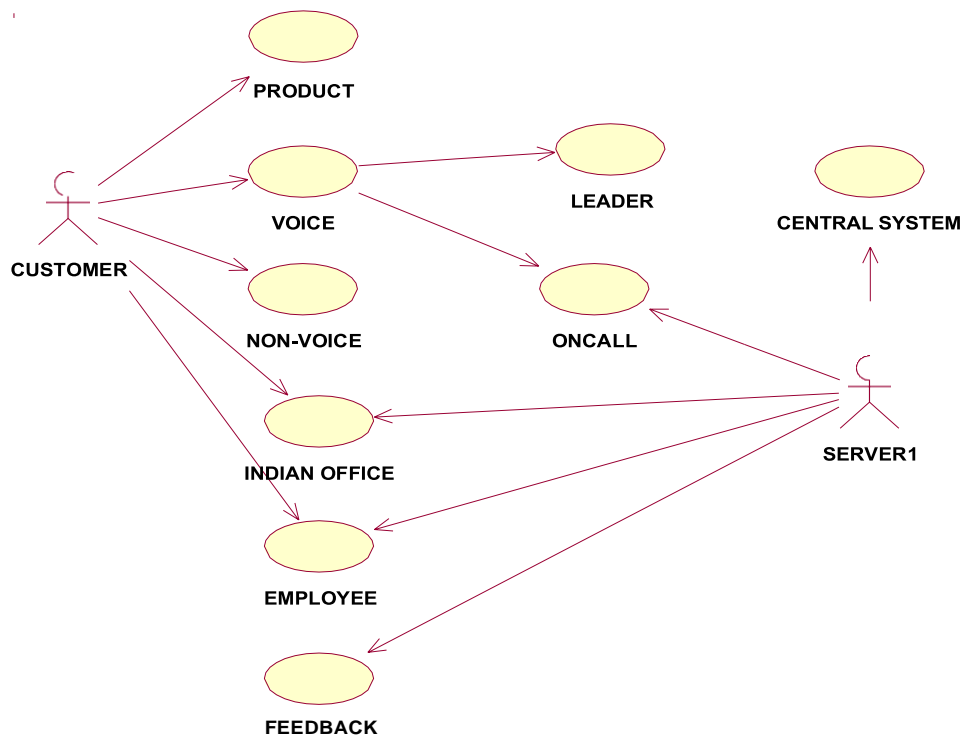 PRODUCT
LEADER
VOICE
CENTRAL SYSTEM
CUSTOMER
NON-VOICE
ONCALL
INDIAN OFFICE
SERVER1
EMPLOYEE
FEEDBACK